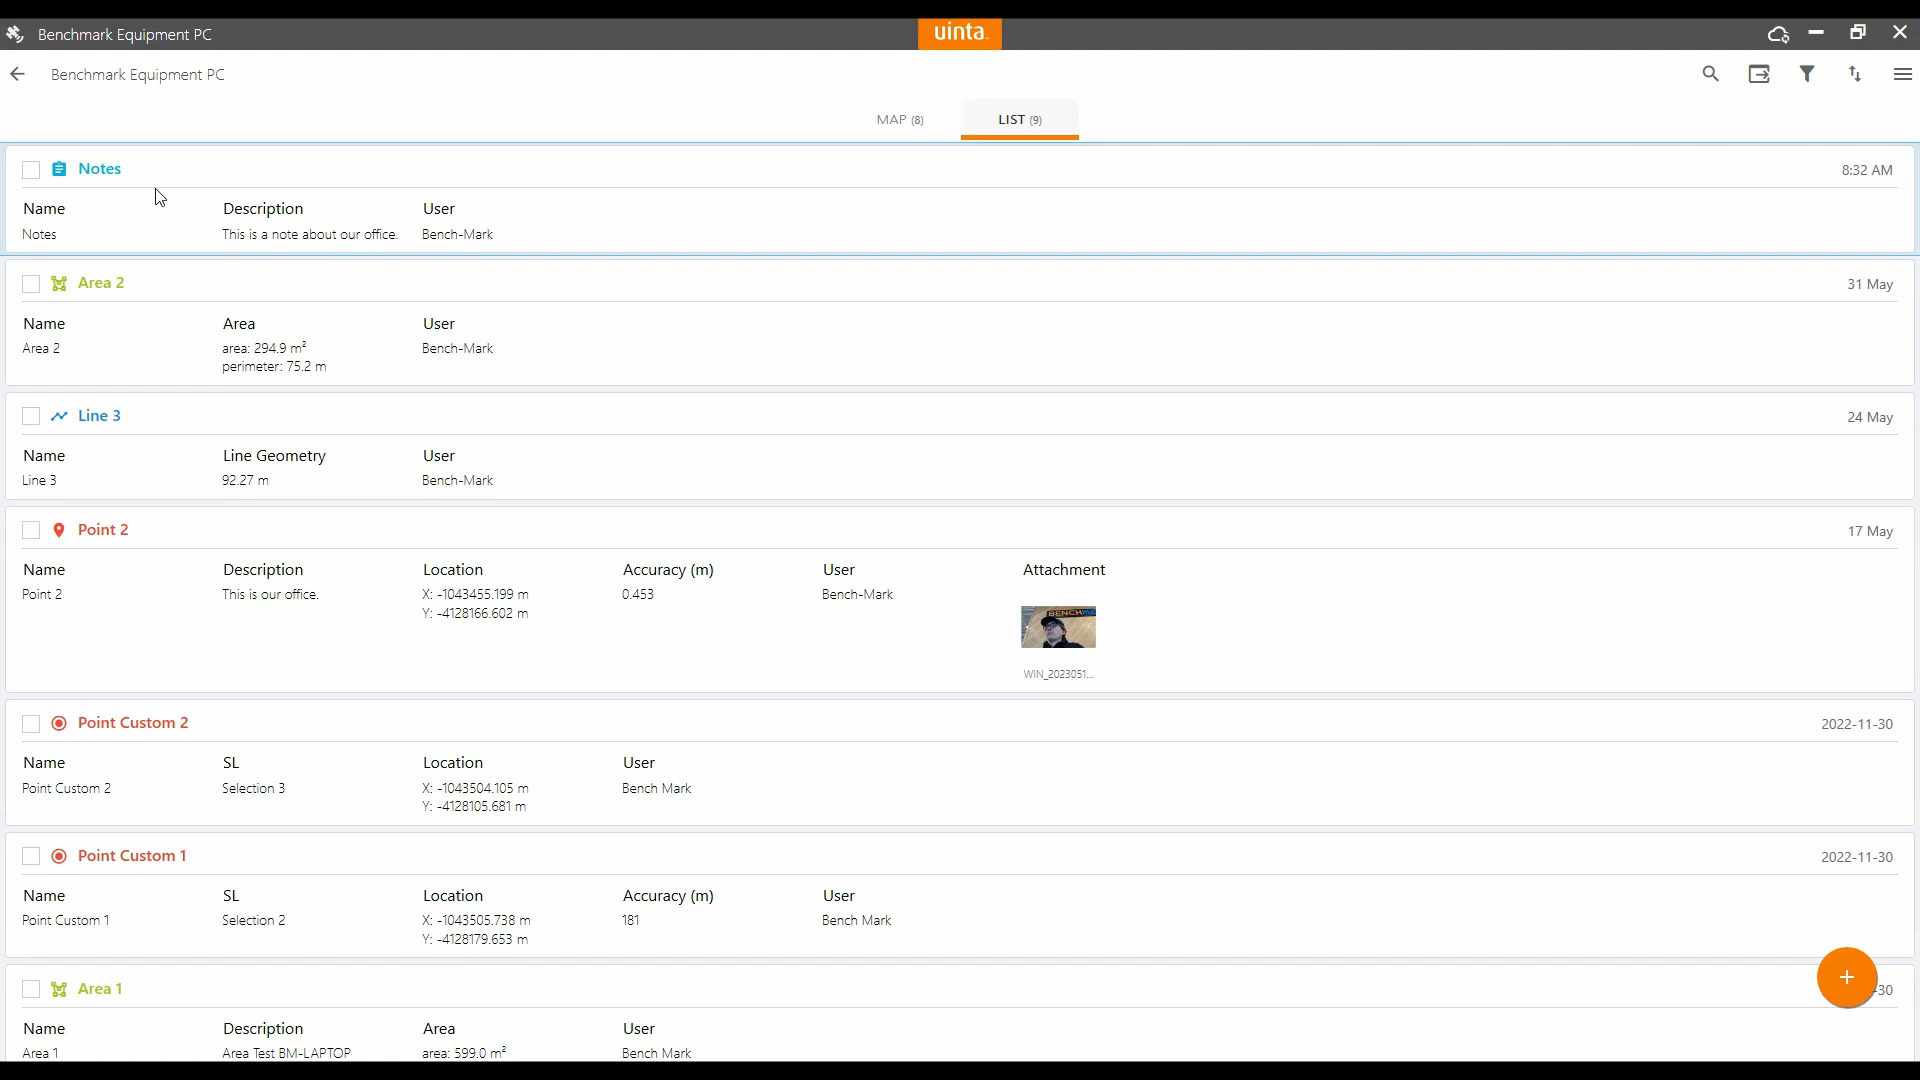 Benchmark Equipment PC
uinta
Benchmark Equipment PC
MAP (8)
LIST (9)
Notes
8:32 AM
Name Description User
Notes This is a note about our office. Bench-Mark
Area 2
31 May
Name Area User
Area 2 area: 294.9 m² Bench-Mark
perimeter: 75.2 m
Line 3
24 May
Name Line Geometry User
Line 3 92.27 m Bench-Mark
Point 2
17 May
Name Description Location Accuracy (m) User Attachment
Point 2 This is our office. X: -1043455.199 m 0.453 Bench-Mark
Y: -4128166.602 m
BENCH
WIN_2023051...
Point Custom 2
2022-11-30
Name SL Location User
Point Custom 2 Selection 3 X: -1043504.105 m Bench Mark
Y: -4128105.681 m
Point Custom 1
2022-11-30
Name SL Location Accuracy (m) User
Point Custom 1 Selection 2 X: -1043505.738 m 181 Bench Mark
Y: -4128179.653 m
Area 1
-30
Name Description Area User
Area 1 Area Test BM-LAPTOP area: 599.0 m² Bench Mark